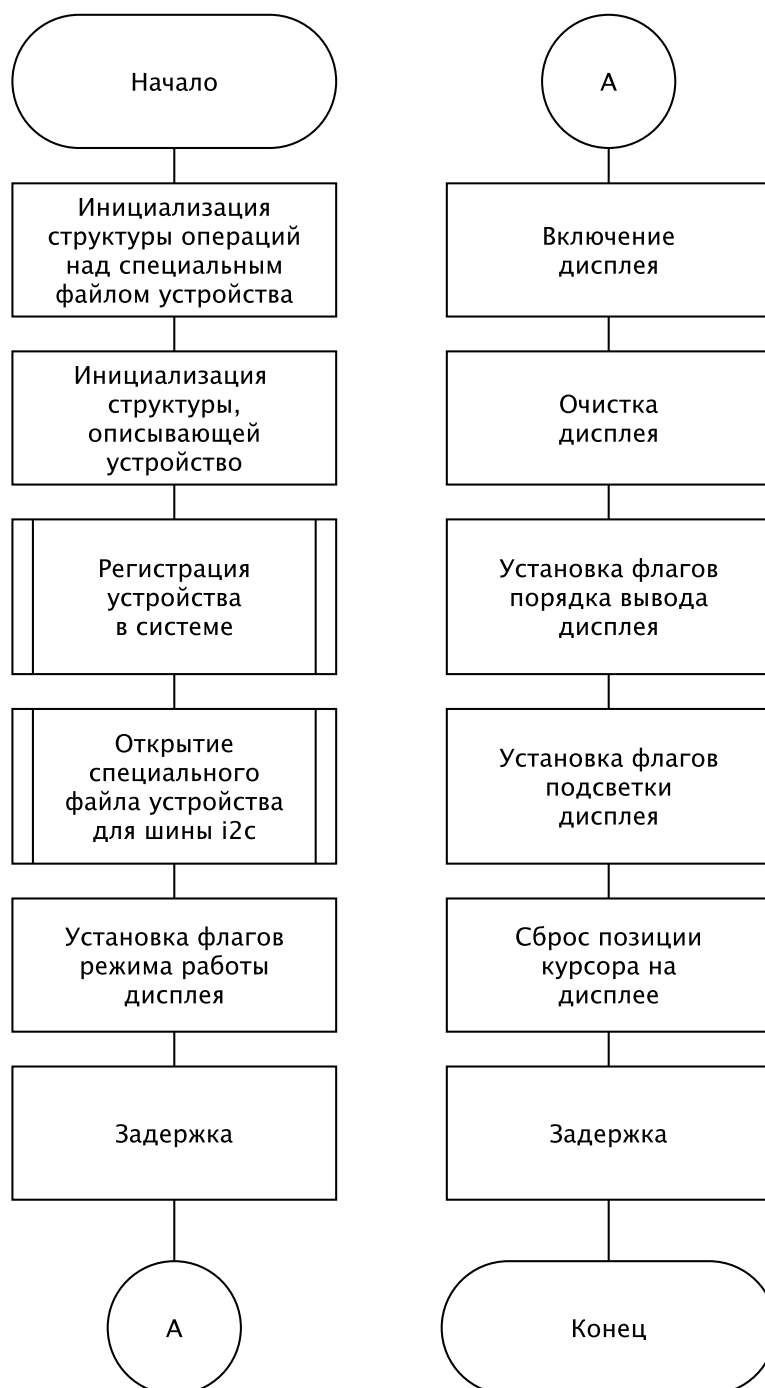 Начало
Инициализация
структуры операций
над специальным
файлом устройства
Инициализация
структуры,
описывающей
устройство
Регистрация
устройства
в системе
Открытие
специального
файла устройства
для шины i2c
Установка флагов
режима работы
дисплея
Задержка
А
А
Включение
дисплея
Очистка
дисплея
Установка флагов
порядка вывода
дисплея
Установка флагов
подсветки
дисплея
Сброс позиции
курсора на
дисплее
Задержка
Конец